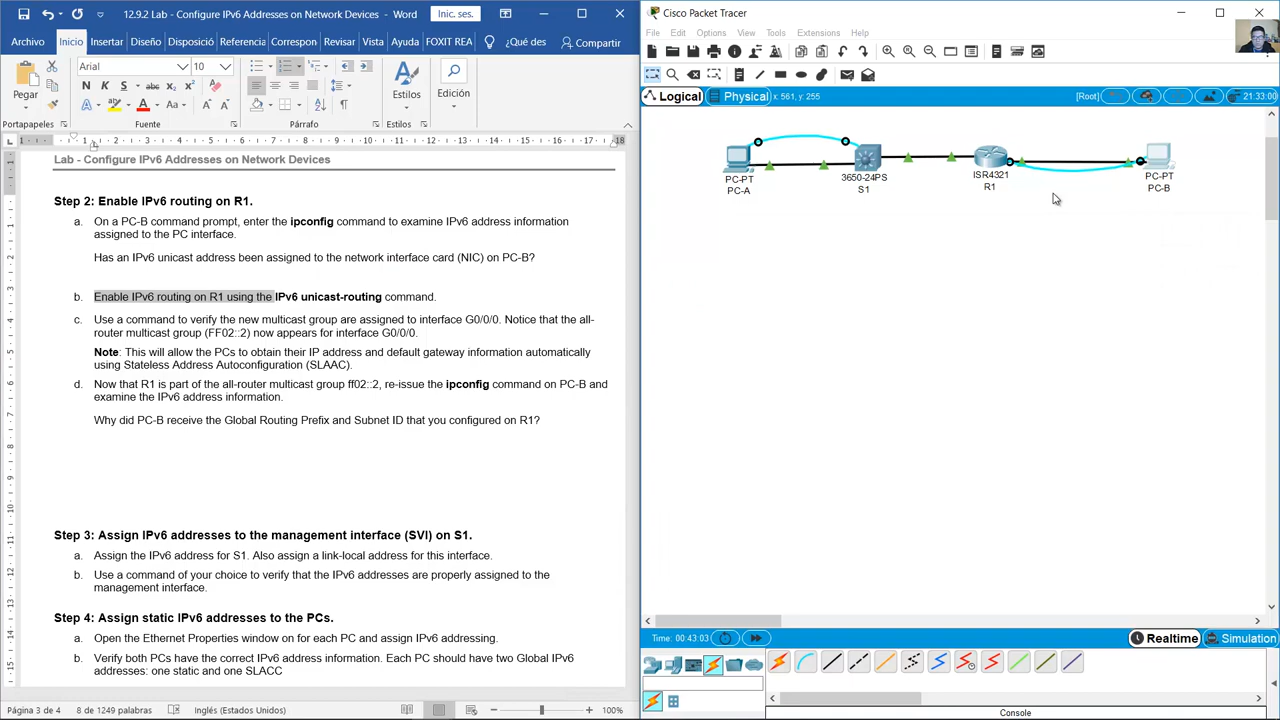 12.9.2 Lab - Configure IPv6 Addresses on Network Devices - Word
Inic. ses.
Archivo
Inicio
Insertar
Diseño
Disposició
Referencia
Correspon
Revisar
Vista
Ayuda
FOXIT REA
¿Qué des
Compartir
Pegar
Arial
10
N K S
Aa
Estilos
Edición
Portapapeles
Fuente
Párrafo
Estilos
Lab - Configure IPv6 Addresses on Network Devices
Step 2: Enable IPv6 routing on R1.
a. On a PC-B command prompt, enter the ipconfig command to examine IPv6 address information
assigned to the PC interface.
Has an IPv6 unicast address been assigned to the network interface card (NIC) on PC-B?
b. Enable IPv6 routing on R1 using the IPv6 unicast-routing command.
c. Use a command to verify the new multicast group are assigned to interface G0/0/0. Notice that the all-
router multicast group (FF02::2) now appears for interface G0/0/0.
Note: This will allow the PCs to obtain their IP address and default gateway information automatically
using Stateless Address Autoconfiguration (SLAAC).
d. Now that R1 is part of the all-router multicast group ff02::2, re-issue the ipconfig command on PC-B and
examine the IPv6 address information.
Why did PC-B receive the Global Routing Prefix and Subnet ID that you configured on R1?
Step 3: Assign IPv6 addresses to the management interface (SVI) on S1.
a. Assign the IPv6 address for S1. Also assign a link-local address for this interface.
b. Use a command of your choice to verify that the IPv6 addresses are properly assigned to the
management interface.
Step 4: Assign static IPv6 addresses to the PCs.
a. Open the Ethernet Properties window on for each PC and assign IPv6 addressing.
b. Verify both PCs have the correct IPv6 address information. Each PC should have two Global IPv6
addresses: one static and one SLACC
Página 3 de 4
8 de 1249 palabras
Inglés (Estados Unidos)
100%
Cisco Packet Tracer
File Edit Options View Tools Extensions Help
Logical
Physical
x: 561, y: 255
[Root]
21:33:00
PC-PT
PC-A
3650-24PS
S1
ISR4321
R1
PC-PT
PC-B
Time: 00:43:03
Realtime
Simulation
Console